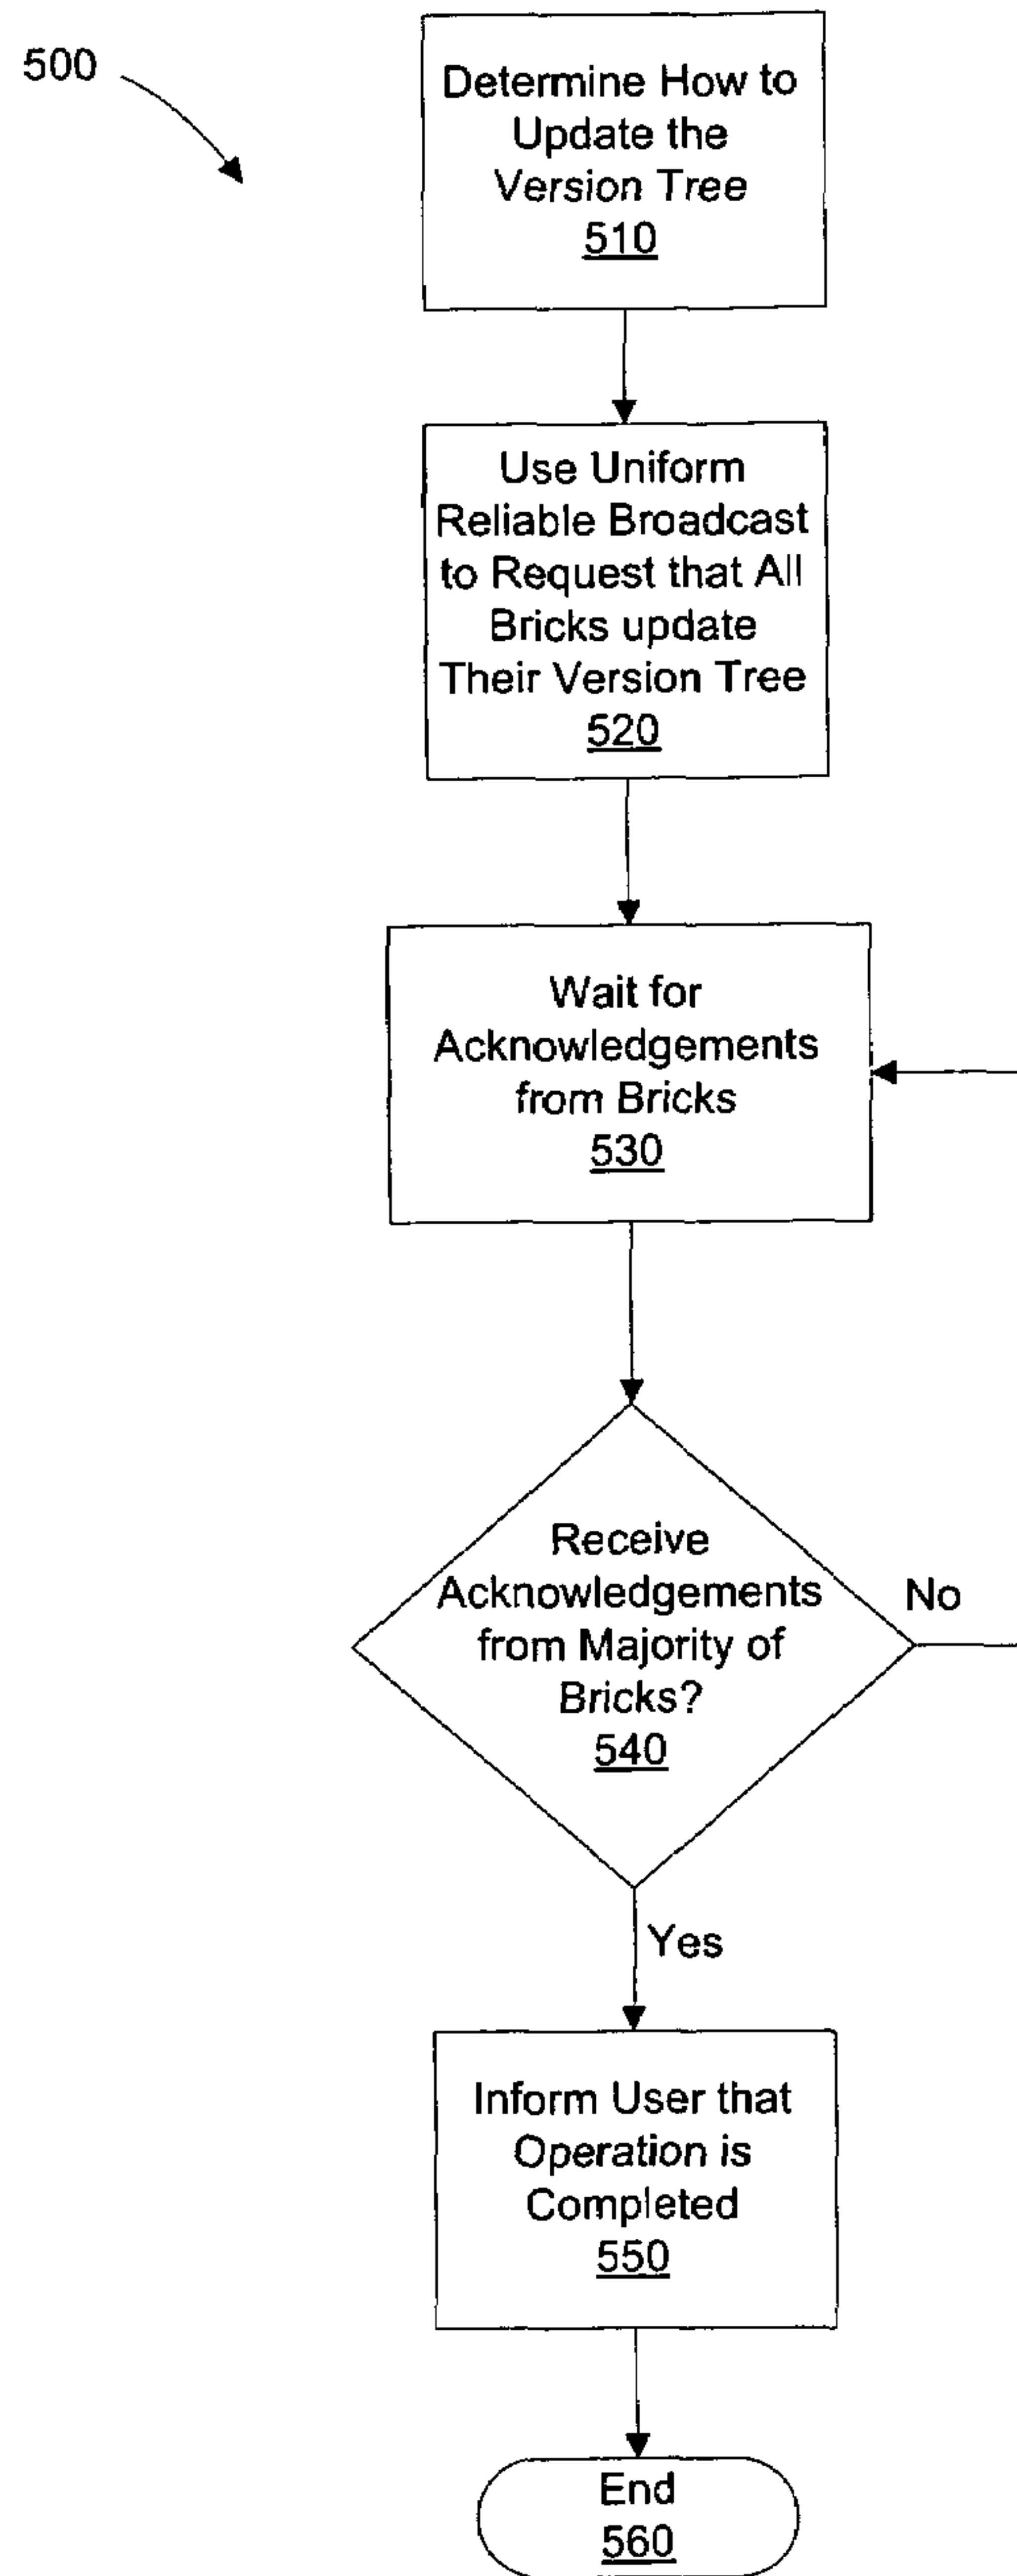 500
Determine How to
Update the
Version Tree
510
Use Uniform
Reliable Broadcast
to Request that All
Bricks update
Their Version Tree
520
Wait for
Acknowledgements
from Bricks
530
Receive
Acknowledgements
from Majority of
Bricks?
540
No
Yes
Inform User that
Operation is
Completed
550
End
560